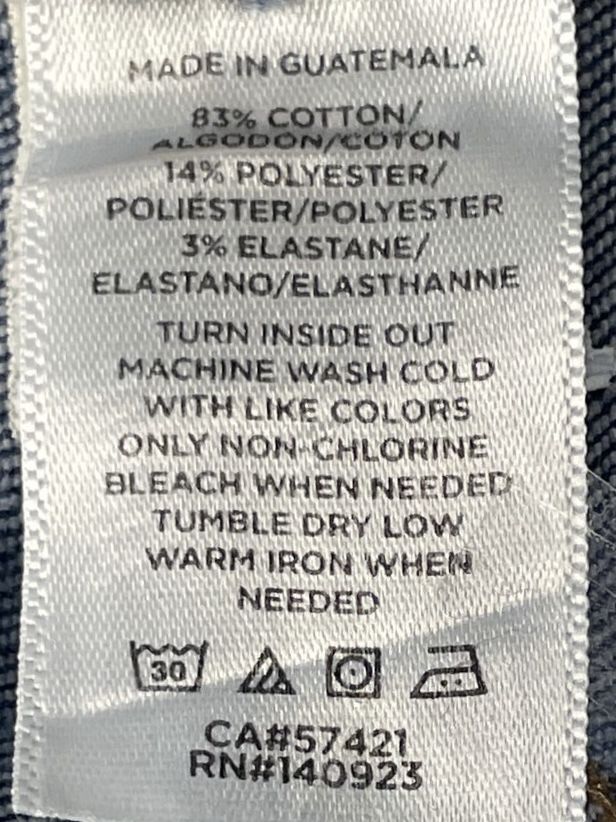 MADE IN GUATEMALA
83% COTTON/
ALGODÓN/COTON
14% POLYESTER/
POLIÉSTER/POLYESTER
3% ELASTANE/
ELASTANO/ELASTHANNE
TURN INSIDE OUT
MACHINE WASH COLD
WITH LIKE COLORS
ONLY NON-CHLORINE
BLEACH WHEN NEEDED
TUMBLE DRY LOW
WARM IRON WHEN
NEEDED
30
CA#57421
RN#140923